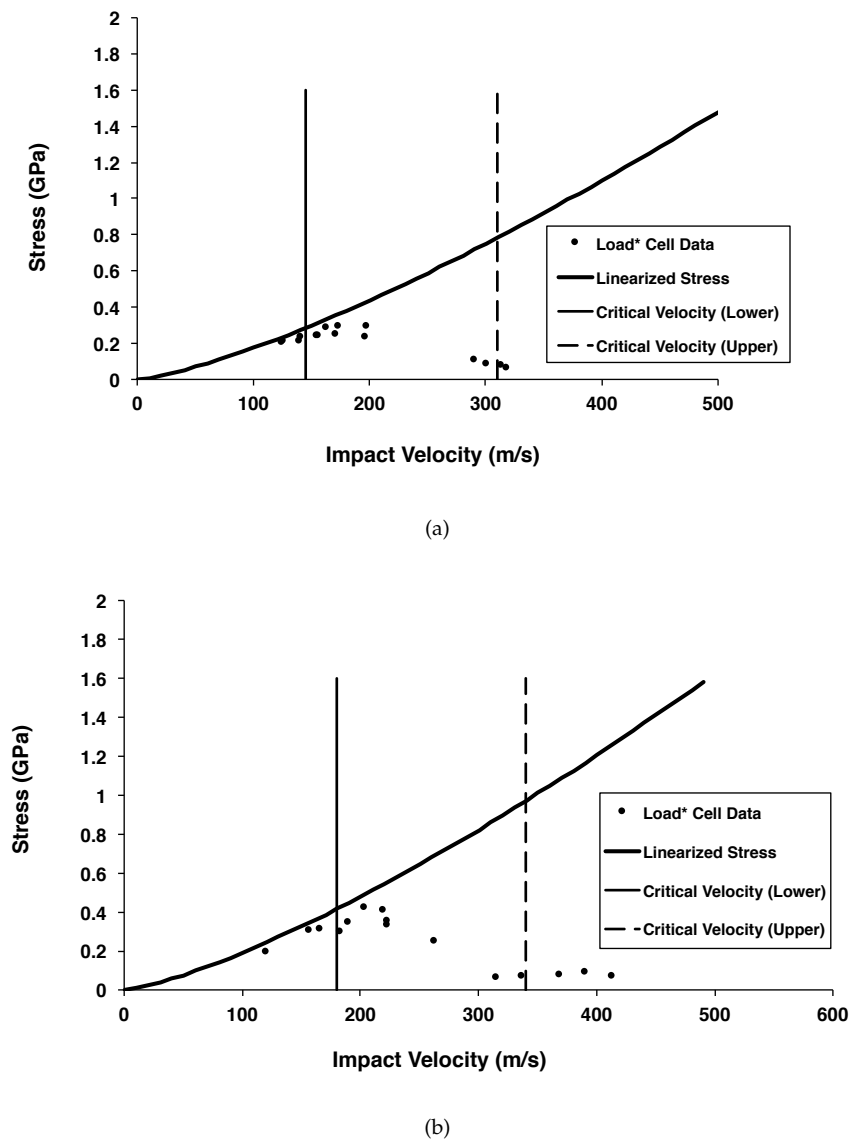 2
1.8
1.6
1.4
1.2
1
0.8
0.6
0.4
0.2
0
Stress (GPa)
0 100 200 300 400 500
Impact Velocity (m/s)
Load* Cell Data
Linearized Stress
Critical Velocity (Lower)
Critical Velocity (Upper)
(a)
2
1.8
1.6
1.4
1.2
1
0.8
0.6
0.4
0.2
0
Stress (GPa)
0 100 200 300 400 500 600
Impact Velocity (m/s)
Load* Cell Data
Linearized Stress
Critical Velocity (Lower)
Critical Velocity (Upper)
(b)